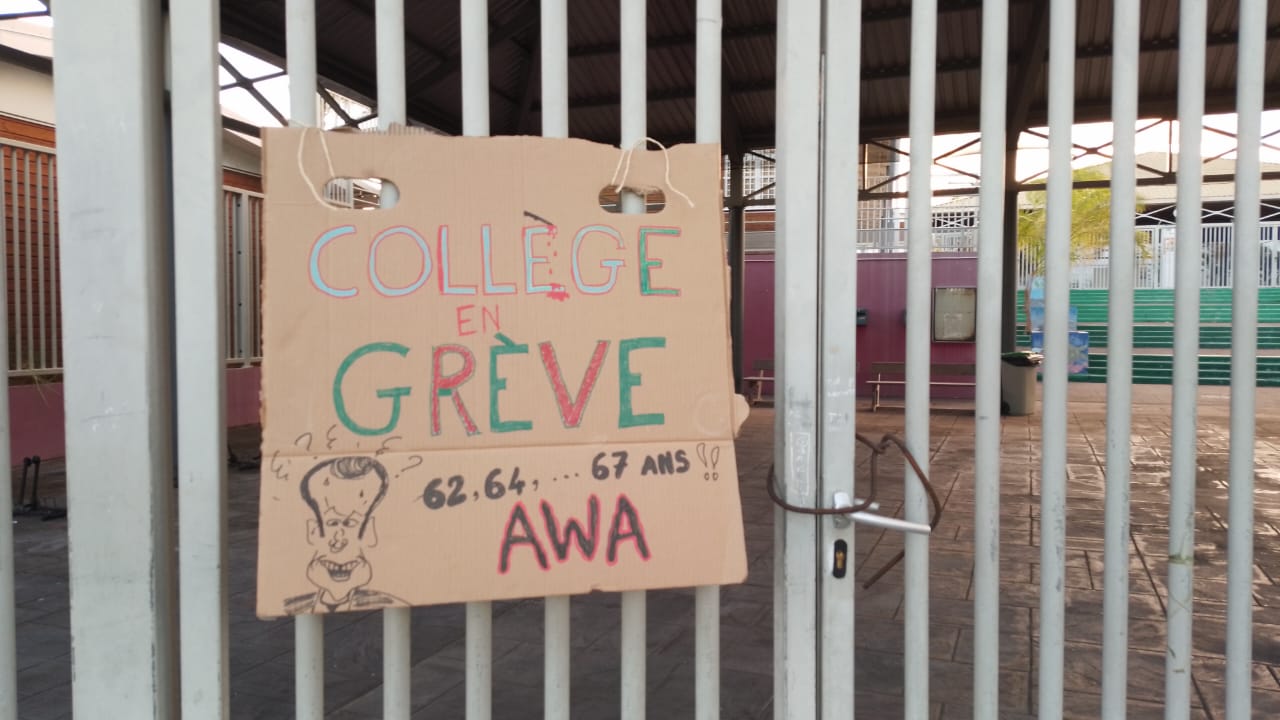 COLLÈGE
EN
GRÈVE
62, 64, ... 67 ANS !!
AWA